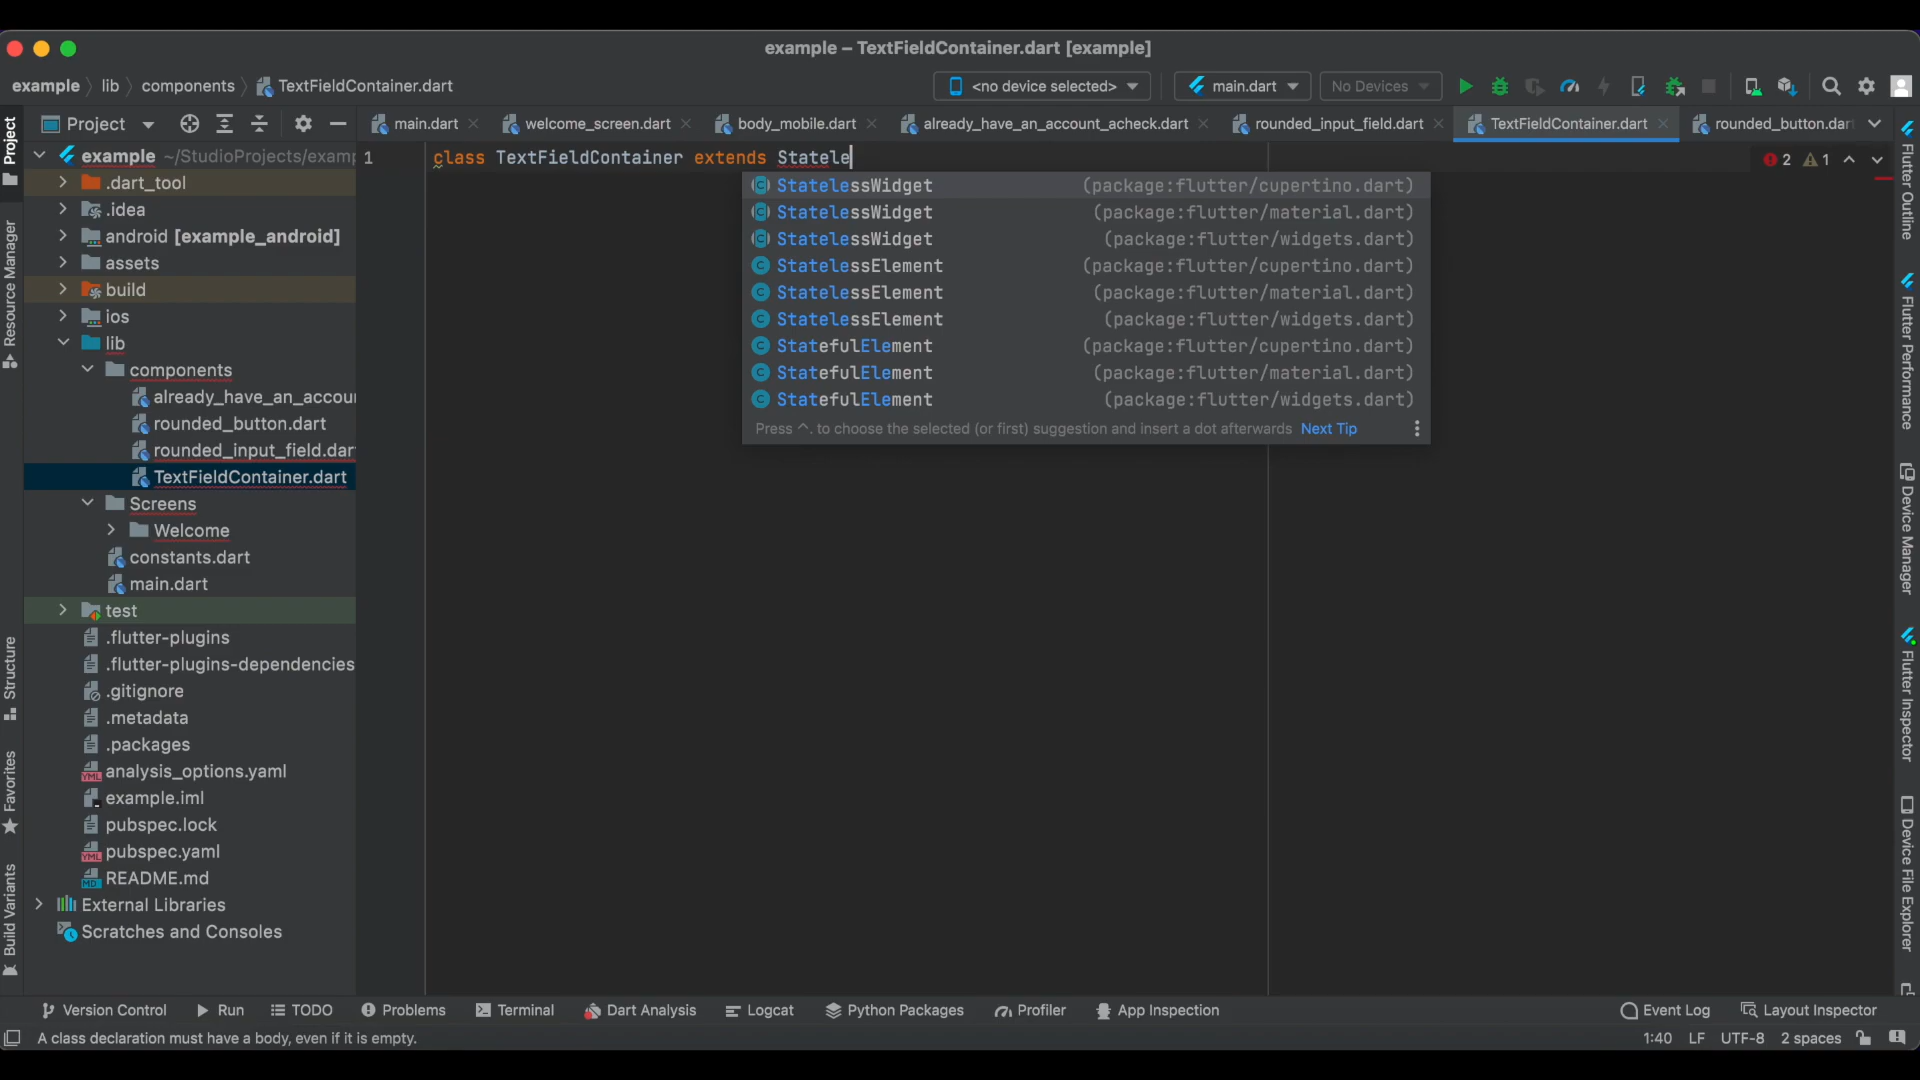 example – TextFieldContainer.dart [example]
example lib components TextFieldContainer.dart
<no device selected> main.dart No Devices
Project
main.dart welcome_screen.dart body_mobile.dart already_have_an_account_acheck.dart rounded_input_field.dart TextFieldContainer.dart rounded_button.dar
example ~/StudioProjects/examp
1 class TextFieldContainer extends Statele
2 1
.dart_tool
.idea
android [example_android]
assets
build
ios
lib
components
already_have_an_accour
rounded_button.dart
rounded_input_field.dar
TextFieldContainer.dart
Screens
Welcome
constants.dart
main.dart
test
.flutter-plugins
.flutter-plugins-dependencies
.gitignore
.metadata
.packages
analysis_options.yaml
example.iml
pubspec.lock
pubspec.yaml
README.md
External Libraries
Scratches and Consoles
StatelessWidget (package:flutter/cupertino.dart)
StatelessWidget (package:flutter/material.dart)
StatelessWidget (package:flutter/widgets.dart)
StatelessElement (package:flutter/cupertino.dart)
StatelessElement (package:flutter/material.dart)
StatelessElement (package:flutter/widgets.dart)
StatefulElement (package:flutter/cupertino.dart)
StatefulElement (package:flutter/material.dart)
StatefulElement (package:flutter/widgets.dart)
Press ^. to choose the selected (or first) suggestion and insert a dot afterwards Next Tip
Project
Resource Manager
Structure
Favorites
Build Variants
Flutter Outline
Flutter Performance
Device Manager
Flutter Inspector
Device File Explorer
Version Control Run TODO Problems Terminal Dart Analysis Logcat Python Packages Profiler App Inspection Event Log Layout Inspector
A class declaration must have a body, even if it is empty. 1:40 LF UTF-8 2 spaces